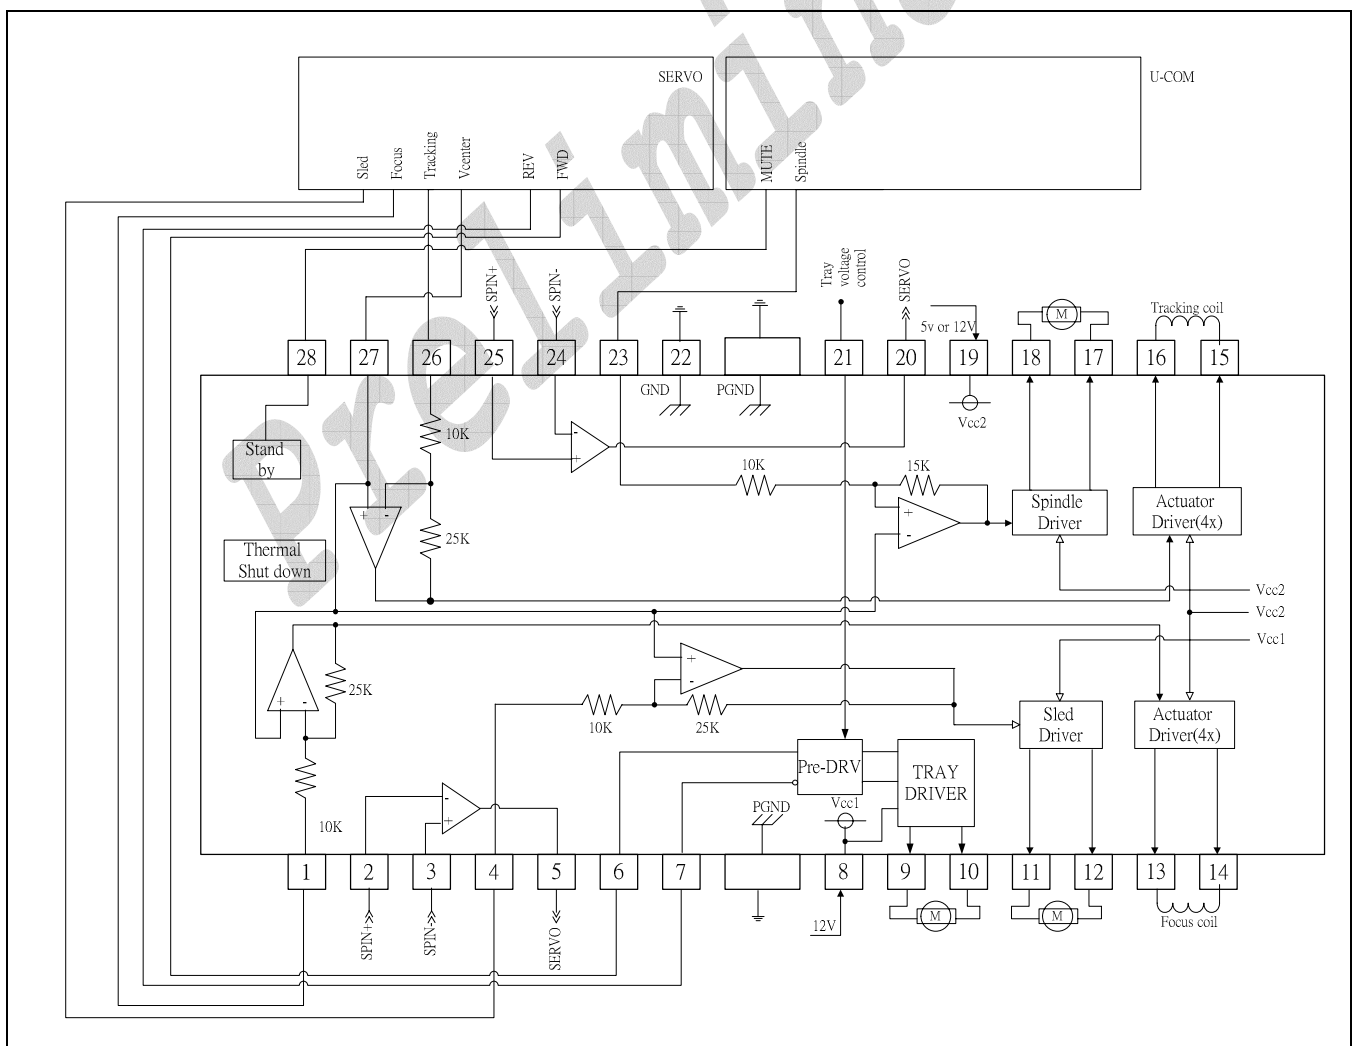 Preliminary
SERVO
U-COM
Sled
Focus
Tracking
Vcenter
REV
FWD
MUTE
Spindle
SPIN+
SPIN-
Tray
voltage
control
SERVO
5v or 12V
M
Tracking coil
28
27
26
25
24
23
22
21
20
19
18
17
16
15
GND
PGND
Vcc2
Stand
by
10K
+
-
-
+
10K
15K
+
-
Spindle
Driver
Actuator
Driver(4x)
25K
Thermal
Shut down
Vcc2
Vcc2
Vcc1
+
-
25K
+
-
10K
25K
Sled
Driver
Actuator
Driver(4x)
Pre-DRV
TRAY
DRIVER
10K
-
+
PGND
Vcc1
1
2
3
4
5
6
7
8
9
10
11
12
13
14
SPIN+
SPIN-
SERVO
12V
M
M
Focus coil